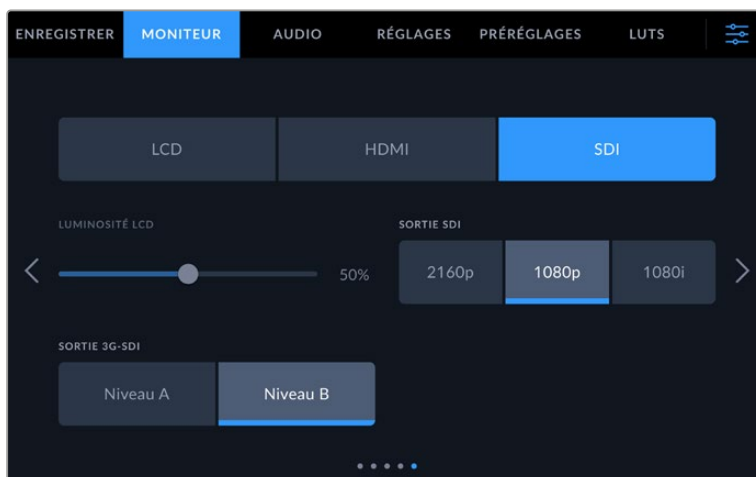 ENREGISTRER MONITEUR AUDIO RÉGLAGES PRÉRÉGLAGES LUTS
LCD HDMI SDI
LUMINOSITÉ LCD
50%
SORTIE SDI
2160p 1080p 1080i
SORTIE 3G-SDI
Niveau A Niveau B